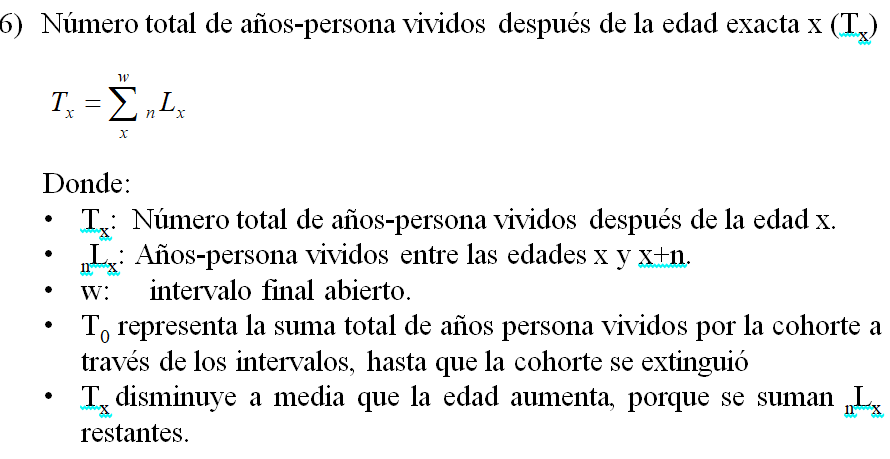 6) Número total de años-persona vividos después de la edad exacta x (Tₓ)
Tₓ = ∑ₓʷ ₙLₓ
Donde:
• Tₓ: Número total de años-persona vividos después de la edad x.
• ₙLₓ: Años-persona vividos entre las edades x y x+n.
• w: intervalo final abierto.
• T₀ representa la suma total de años persona vividos por la cohorte a
través de los intervalos, hasta que la cohorte se extinguió
• Tₓ disminuye a media que la edad aumenta, porque se suman ₙLₓ
restantes.